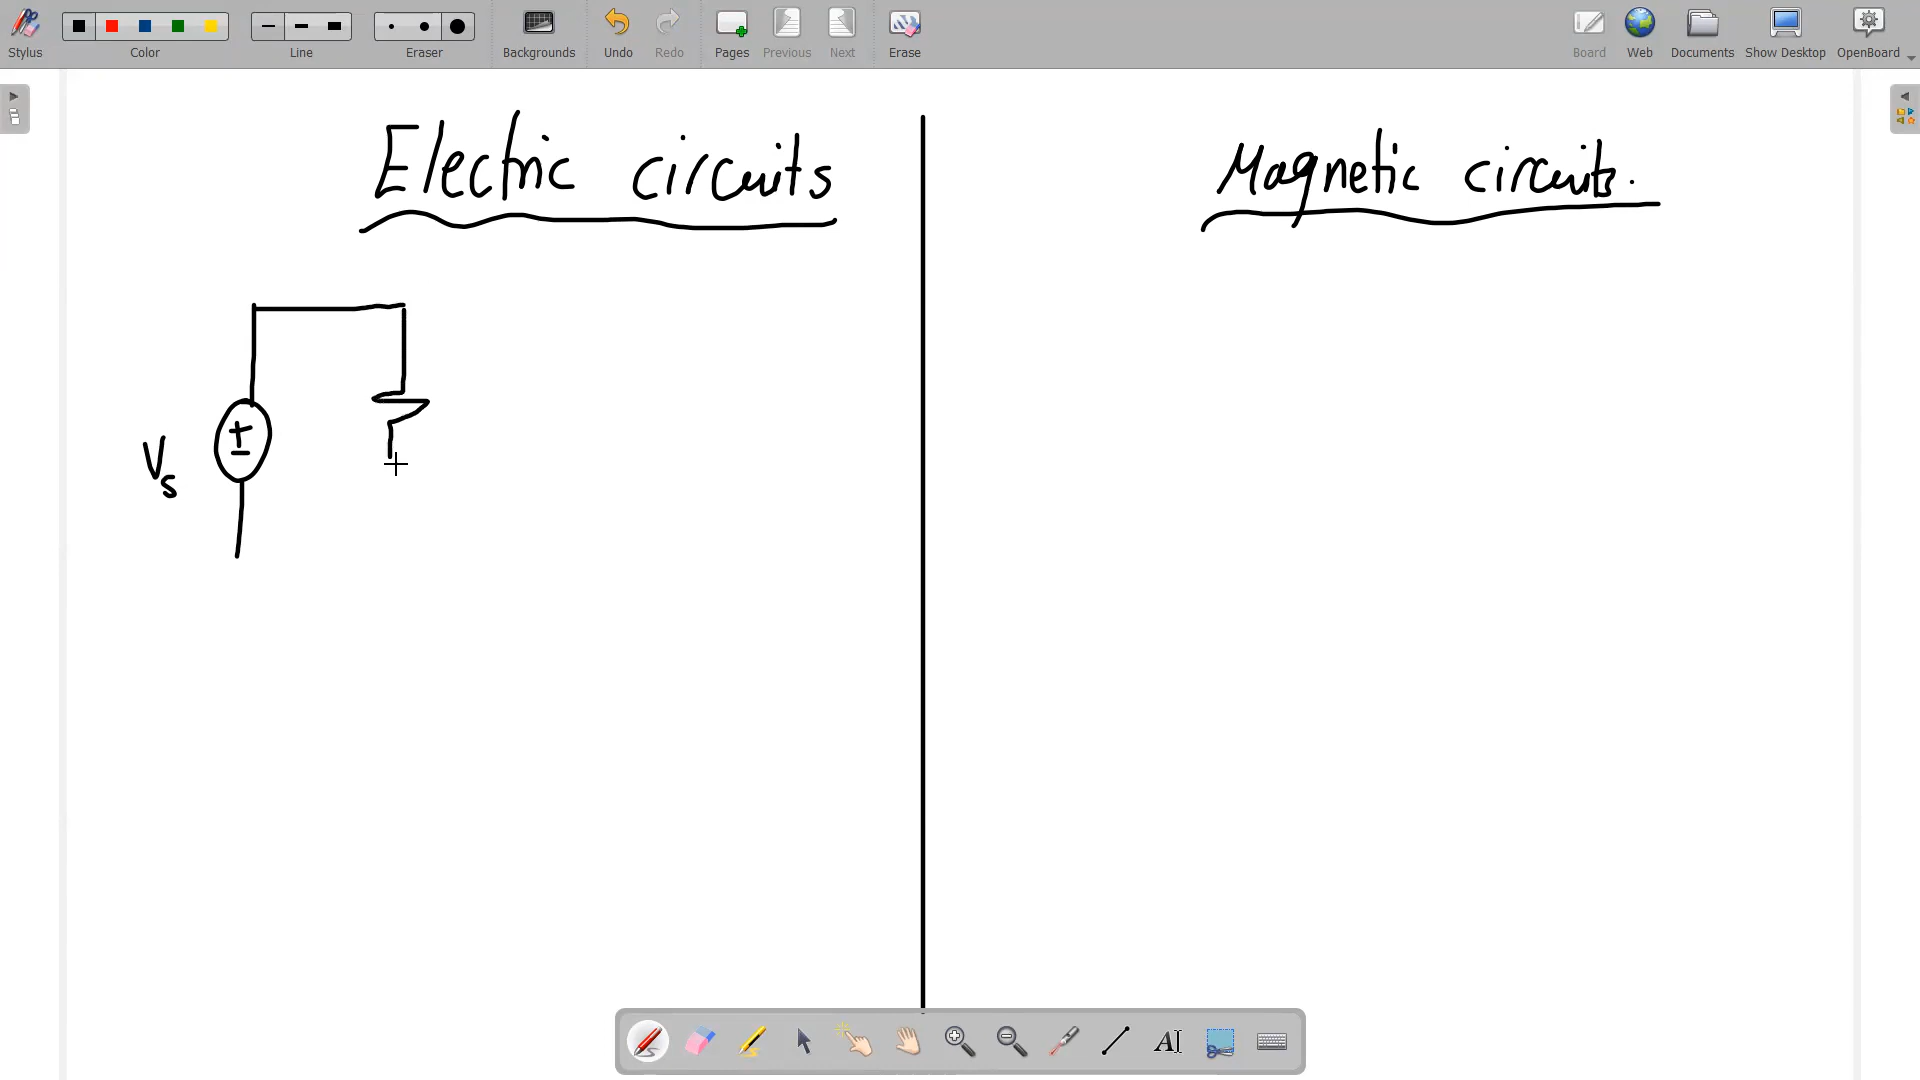 Stylus Color Line Eraser Backgrounds Undo Redo Pages Previous Next Erase Board Web Documents Show Desktop OpenBoard
Electric circuits
Magnetic circuits.
+
−
Vs
AI